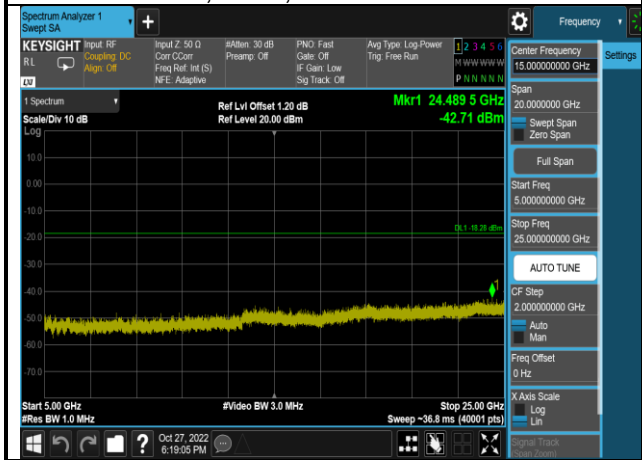 Spectrum Analyzer 1
Swept SA
Frequency
KEYSIGHT
RL
LXI
Input: RF
Coupling: DC
Align: Off
Input Z: 50 Ω
Corr CCorr
Freq Ref: Int (S)
NFE: Adaptive
#Atten: 30 dB
Preamp: Off
PNO: Fast
Gate: Off
IF Gain: Low
Sig Track: Off
Avg Type: Log-Power
Trig: Free Run
1 2 3 4 5 6
M W W W W W
P N N N N N
1 Spectrum
Scale/Div 10 dB
Log
Ref Lvl Offset 1.20 dB
Ref Level 20.00 dBm
Mkr1 24.489 5 GHz
-42.71 dBm
10.0
0.00
-10.0
-20.0
-30.0
-40.0
-50.0
-60.0
-70.0
DL1 -18.28 dBm
1
Start 5.00 GHz
#Res BW 1.0 MHz
#Video BW 3.0 MHz
Stop 25.00 GHz
Sweep ~36.8 ms (40001 pts)
Oct 27, 2022
6:19:05 PM
Center Frequency
15.000000000 GHz
Settings
Span
20.0000000 GHz
Swept Span
Zero Span
Full Span
Start Freq
5.000000000 GHz
Stop Freq
25.000000000 GHz
AUTO TUNE
CF Step
2.000000000 GHz
Auto
Man
Freq Offset
0 Hz
X Axis Scale
Log
Lin
Signal Track
(Span Zoom)